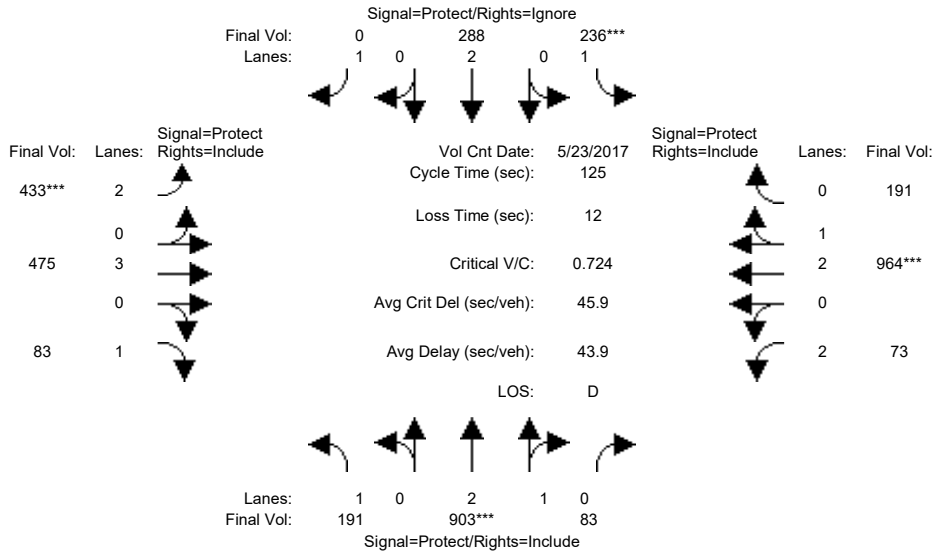 Signal=Protect/Rights=Ignore
Final Vol: 0 288 236***
Lanes: 1 0 2 0 1
Signal=Protect Signal=Protect
Final Vol: Lanes: Rights=Include Vol Cnt Date: 5/23/2017 Rights=Include Lanes: Final Vol:
Cycle Time (sec): 125
433*** 2 0 191
Loss Time (sec): 12
0 1
475 3 Critical V/C: 0.724 2 964***
0 Avg Crit Del (sec/veh): 45.9 0
83 1 Avg Delay (sec/veh): 43.9 2 73
LOS: D
Lanes: 1 0 2 1 0
Final Vol: 191 903*** 83
Signal=Protect/Rights=Include